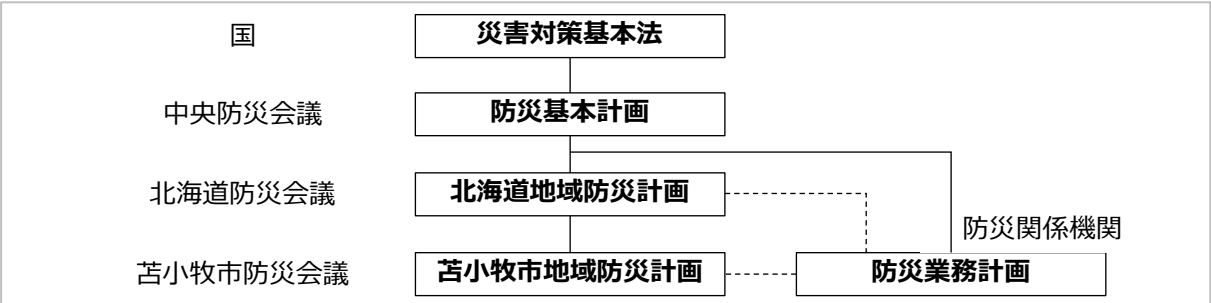 国
災害対策基本法
中央防災会議
防災基本計画
北海道防災会議
北海道地域防災計画
防災関係機関
苫小牧市防災会議
苫小牧市地域防災計画
防災業務計画